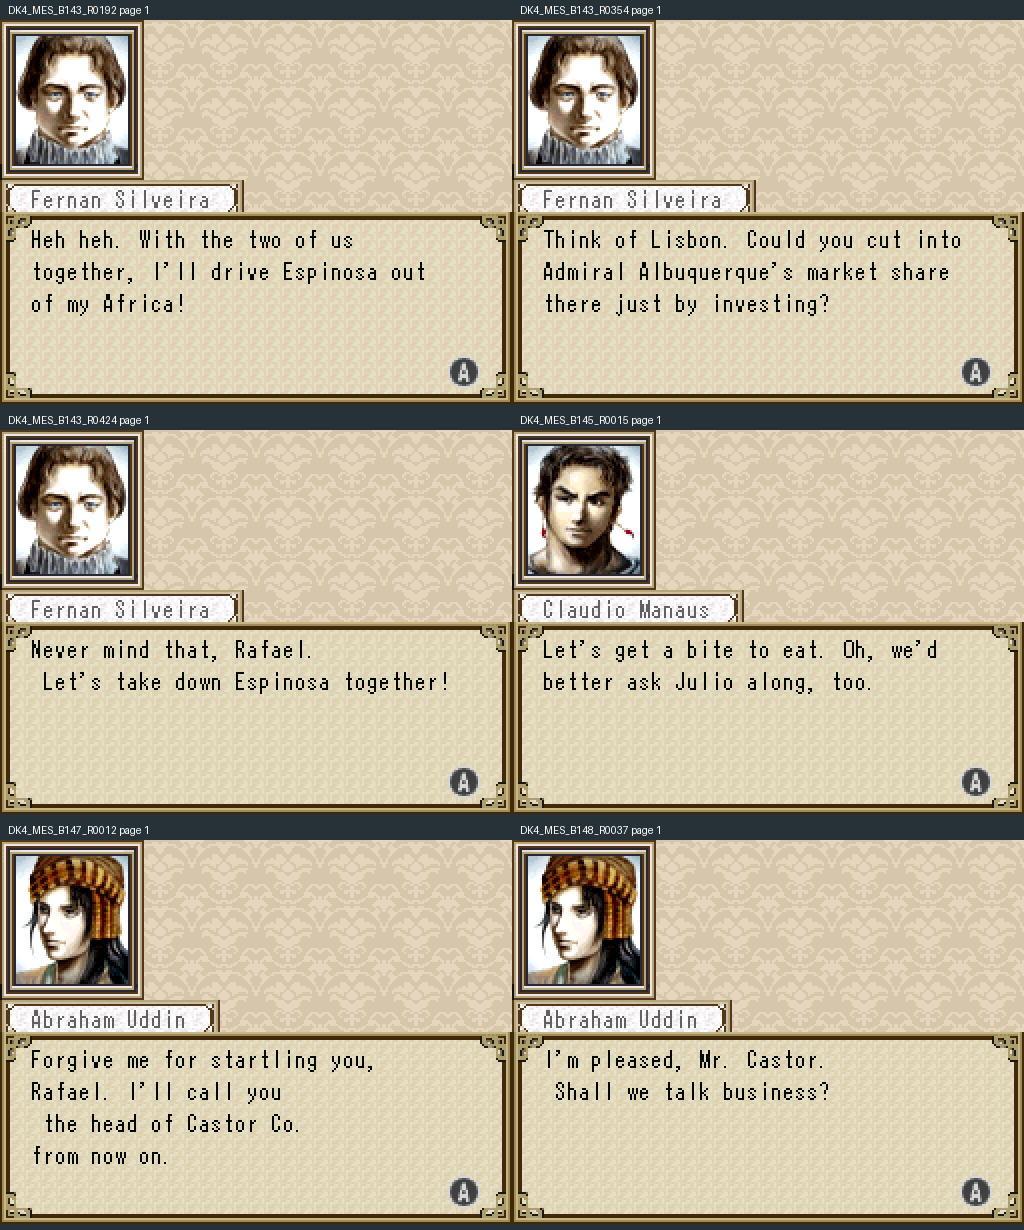 DK4_MES_B143_R0192 page 1
Fernan Silveira
Heh heh. With the two of us
together, I'll drive Espinosa out
of my Africa!
A
DK4_MES_B143_R0354 page 1
Fernan Silveira
Think of Lisbon. Could you cut into
Admiral Albuquerque's market share
there just by investing?
A
DK4_MES_B143_R0424 page 1
Fernan Silveira
Never mind that, Rafael.
Let's take down Espinosa together!
A
DK4_MES_B145_R0015 page 1
Claudio Manaus
Let's get a bite to eat. Oh, we'd
better ask Julio along, too.
A
DK4_MES_B147_R0012 page 1
Abraham Uddin
Forgive me for startling you,
Rafael. I'll call you
the head of Castor Co.
from now on.
A
DK4_MES_B148_R0037 page 1
Abraham Uddin
I'm pleased, Mr. Castor.
Shall we talk business?
A